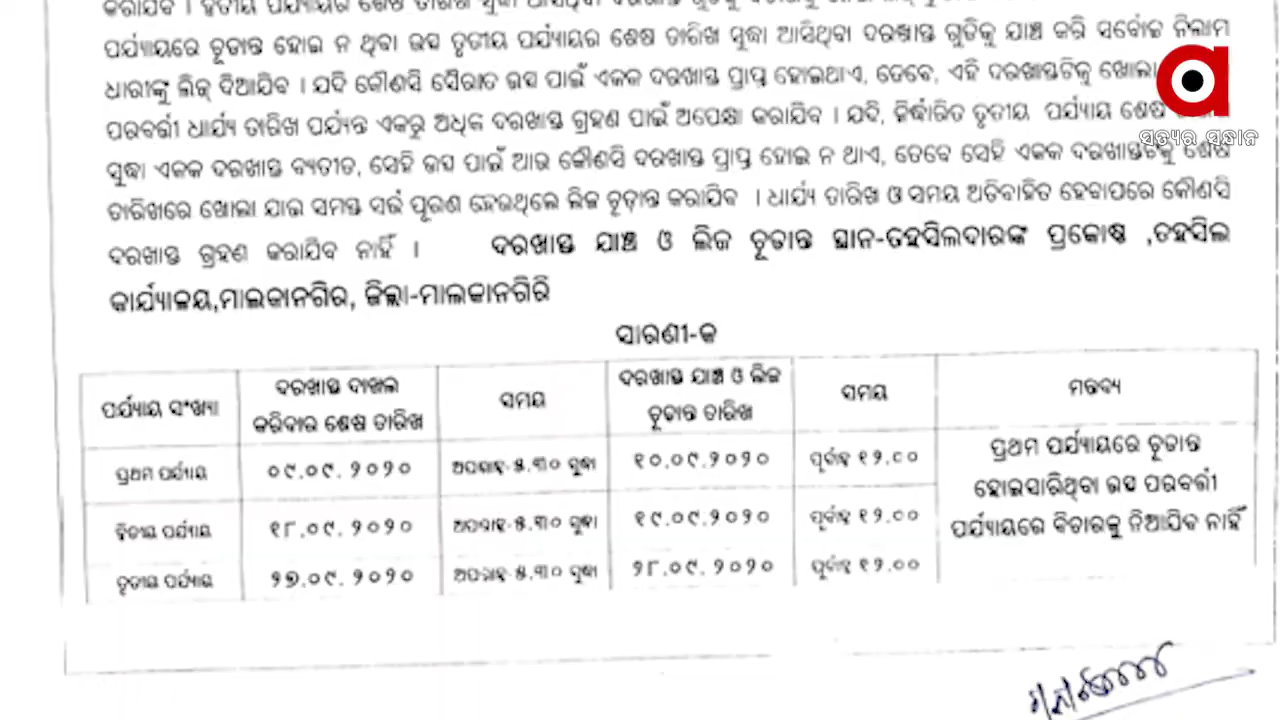 ପର୍ଯ୍ୟାୟରେ ଚୂଡାନ୍ତ ହୋଇ ନ ଥିବା ଉସ ତୃତୀୟ ପର୍ଯ୍ୟାୟର ଶେଷ ତାରିଖ ସୁଦ୍ଧା ଆସିଥିବା ଦରଖାସ୍ତ ଗୁଡିକୁ ଯାଞ୍ଚ କରି ସର୍ବୋଚ୍ଚ ନିଲାମ
ଧାରୀଙ୍କୁ ଲିଜ୍ ଦିଆଯିବ । ଯଦି କୌଣସି ସୈରାତ ଉସ ପାଇଁ ଏକକ ଦରଖାସ୍ତ ପ୍ରାପ୍ତ ହୋଇଥାଏ, ତେବେ, ଏହି ଦରଖାସ୍ତଟିକୁ ଖୋଲା
ପରବର୍ତ୍ତୀ ଧାର୍ଯ୍ୟ ତାରିଖ ପର୍ଯ୍ୟନ୍ତ ଏକରୁ ଅଧିକ ଦରଖାସ୍ତ ଗ୍ରହଣ ପାଇଁ ଅପେକ୍ଷା କରାଯିବ । ଯଦି, ନିର୍ଦ୍ଧାରିତ ତୃତୀୟ ପର୍ଯ୍ୟାୟ ଶେଷ
ସତ୍ୟର ସନ୍ଧାନ
ସୁଦ୍ଧା ଏକକ ଦରଖାସ୍ତ ବ୍ୟତୀତ, ସେହି ଉସ ପାଇଁ ଆଉ କୌଣସି ଦରଖାସ୍ତ ପ୍ରାପ୍ତ ହୋଇ ନ ଥାଏ, ତେବେ ସେହି ଏକକ ଦରଖାସ୍ତଟିକୁ ଶେଷ
ତାରିଖରେ ଖୋଲା ଯାଇ ସମସ୍ତ ସର୍ତ୍ତ ପୂରଣ ହେଉଥିଲେ ଲିଜ ଚୂଡ଼ାନ୍ତ କରାଯିବ । ଧାର୍ଯ୍ୟ ତାରିଖ ଓ ସମୟ ଅତିବାହିତ ହେବାପରେ କୌଣସି
ଦରଖାସ୍ତ ଗ୍ରହଣ କରାଯିବ ନାହିଁ । ଦରଖାସ୍ତ ଯାଞ୍ଚ ଓ ଲିଜ ଚୂଡାନ୍ତ ସ୍ଥାନ-ତହସିଲଦାରଙ୍କ ପ୍ରକୋଷ୍ଠ ,ତହସିଲ
କାର୍ଯ୍ୟାଳୟ,ମାଲକାନଗିର, ଜିଲ୍ଲା-ମାଲକାନଗିରି
ସାରଣୀ-କ
ପର୍ଯ୍ୟାୟ ସଂଖ୍ୟା ଦରଖାସ୍ତ ଦାଖଲ କରିବାର ଶେଷ ତାରିଖ ସମୟ ଦରଖାସ୍ତ ଯାଞ୍ଚ ଓ ଲିଜ ଚୂଡାନ୍ତ ତାରିଖ ସମୟ ମନ୍ତବ୍ୟ
ପ୍ରଥମ ପର୍ଯ୍ୟାୟ ୦୯.୦୯.୨୦୨୦ ଅପରାହ୍ନ-୫.୩୦ ସୁଦ୍ଧା ୧୦.୦୯.୨୦୨୦ ପୂର୍ବାହ୍ନ ୧୨.୦୦ ପ୍ରଥମ ପର୍ଯ୍ୟାୟରେ ଚୂଡାନ୍ତ
ହୋଇସାରିଥିବା ଉସ ପରବର୍ତ୍ତୀ
ଦ୍ୱିତୀୟ ପର୍ଯ୍ୟାୟ ୧୮.୦୯.୨୦୨୦ ଅପରାହ୍ନ-୫.୩୦ ସୁଦ୍ଧା ୧୯.୦୯.୨୦୨୦ ପୂର୍ବାହ୍ନ ୧୨.୦୦ ପର୍ଯ୍ୟାୟରେ ବିଚାରକୁ ନିଆଯିବ ନାହିଁ
ତୃତୀୟ ପର୍ଯ୍ୟାୟ ୨୭.୦୯.୨୦୨୦ ଅପରାହ୍ନ-୫.୩୦ ସୁଦ୍ଧା ୨୮.୦୯.୨୦୨୦ ପୂର୍ବାହ୍ନ ୧୨.୦୦